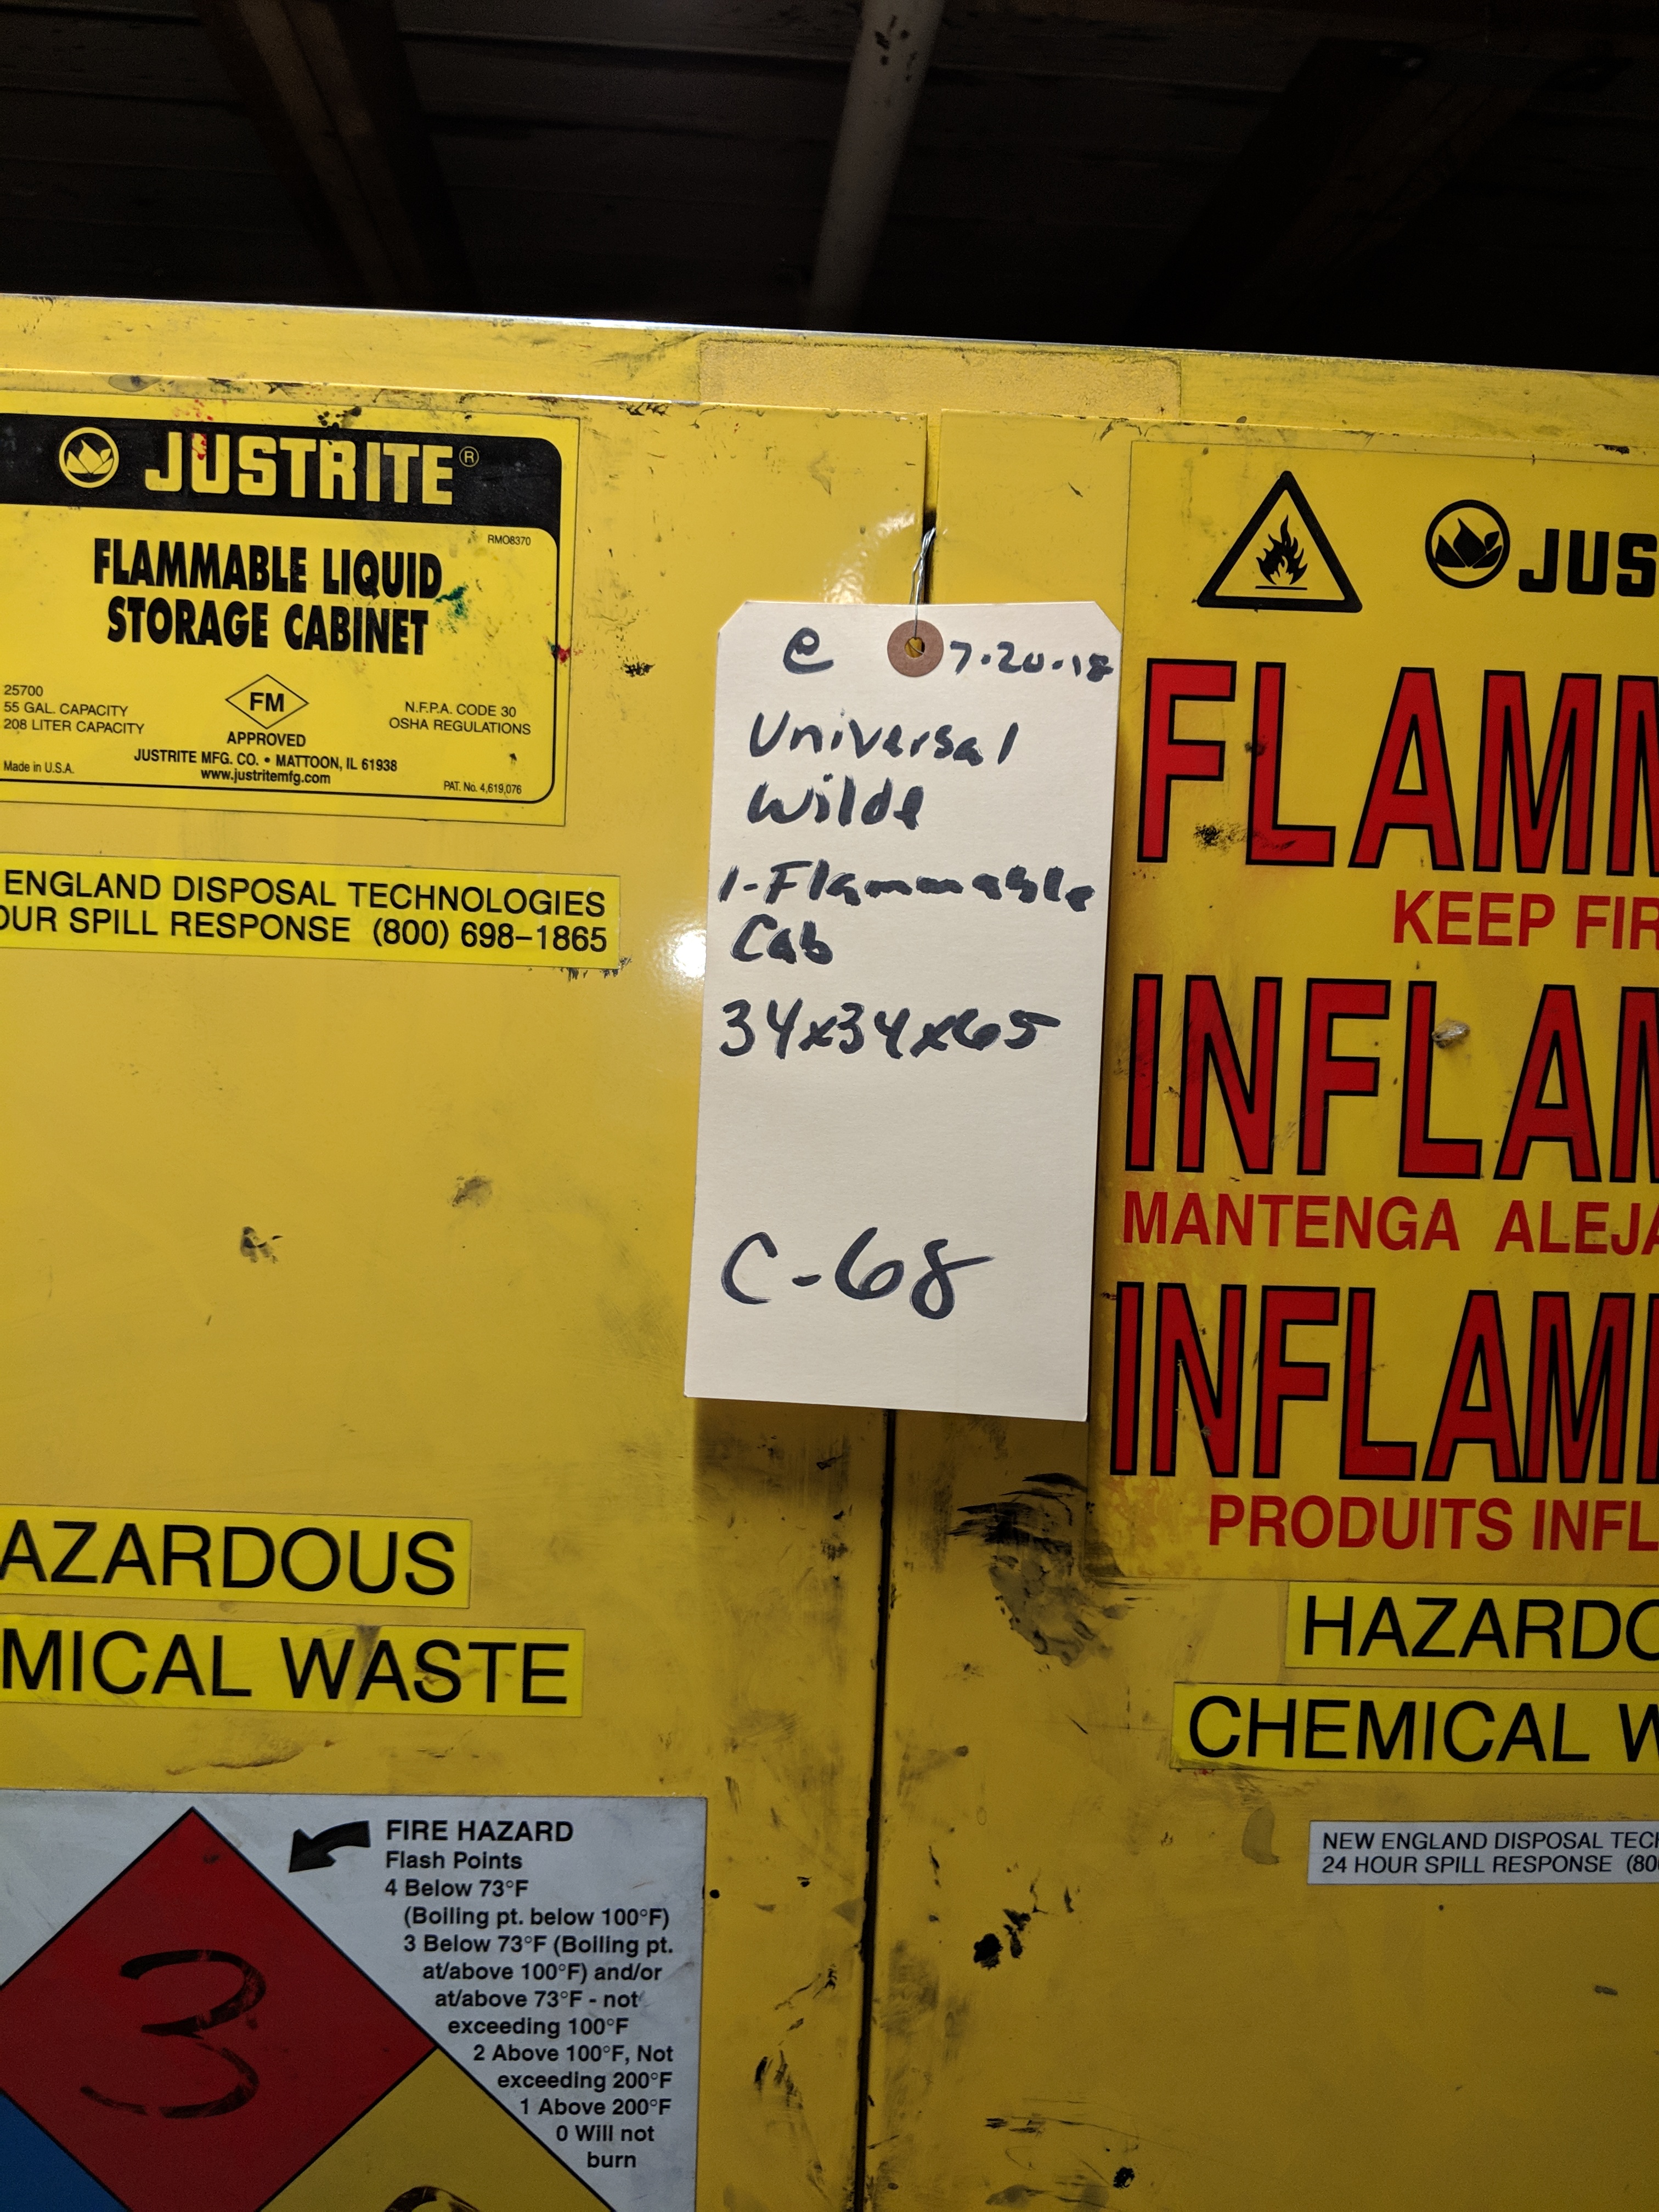 JUSTRITE®
RMO8370
FLAMMABLE LIQUID
STORAGE CABINET
25700
55 GAL. CAPACITY
208 LITER CAPACITY
FM
APPROVED
N.F.P.A. CODE 30
OSHA REGULATIONS
JUSTRITE MFG. CO. • MATTOON, IL 61938
www.justritemfg.com
Made in U.S.A.
PAT. No. 4,619,076
ENGLAND DISPOSAL TECHNOLOGIES
OUR SPILL RESPONSE (800) 698-1865
AZARDOUS
MICAL WASTE
FIRE HAZARD
Flash Points
4 Below 73°F
(Boiling pt. below 100°F)
3 Below 73°F (Boiling pt.
at/above 100°F) and/or
at/above 73°F - not
exceeding 100°F
2 Above 100°F, Not
exceeding 200°F
1 Above 200°F
0 Will not
burn
3
e 7-20-18
Universal
Wilde
1-Flammable
Cab
34x34x65
C-68
JUS
FLAMM
KEEP FIR
INFLAM
MANTENGA ALEJA
INFLAMM
PRODUITS INFL
HAZARDO
CHEMICAL W
NEW ENGLAND DISPOSAL TECH
24 HOUR SPILL RESPONSE (80